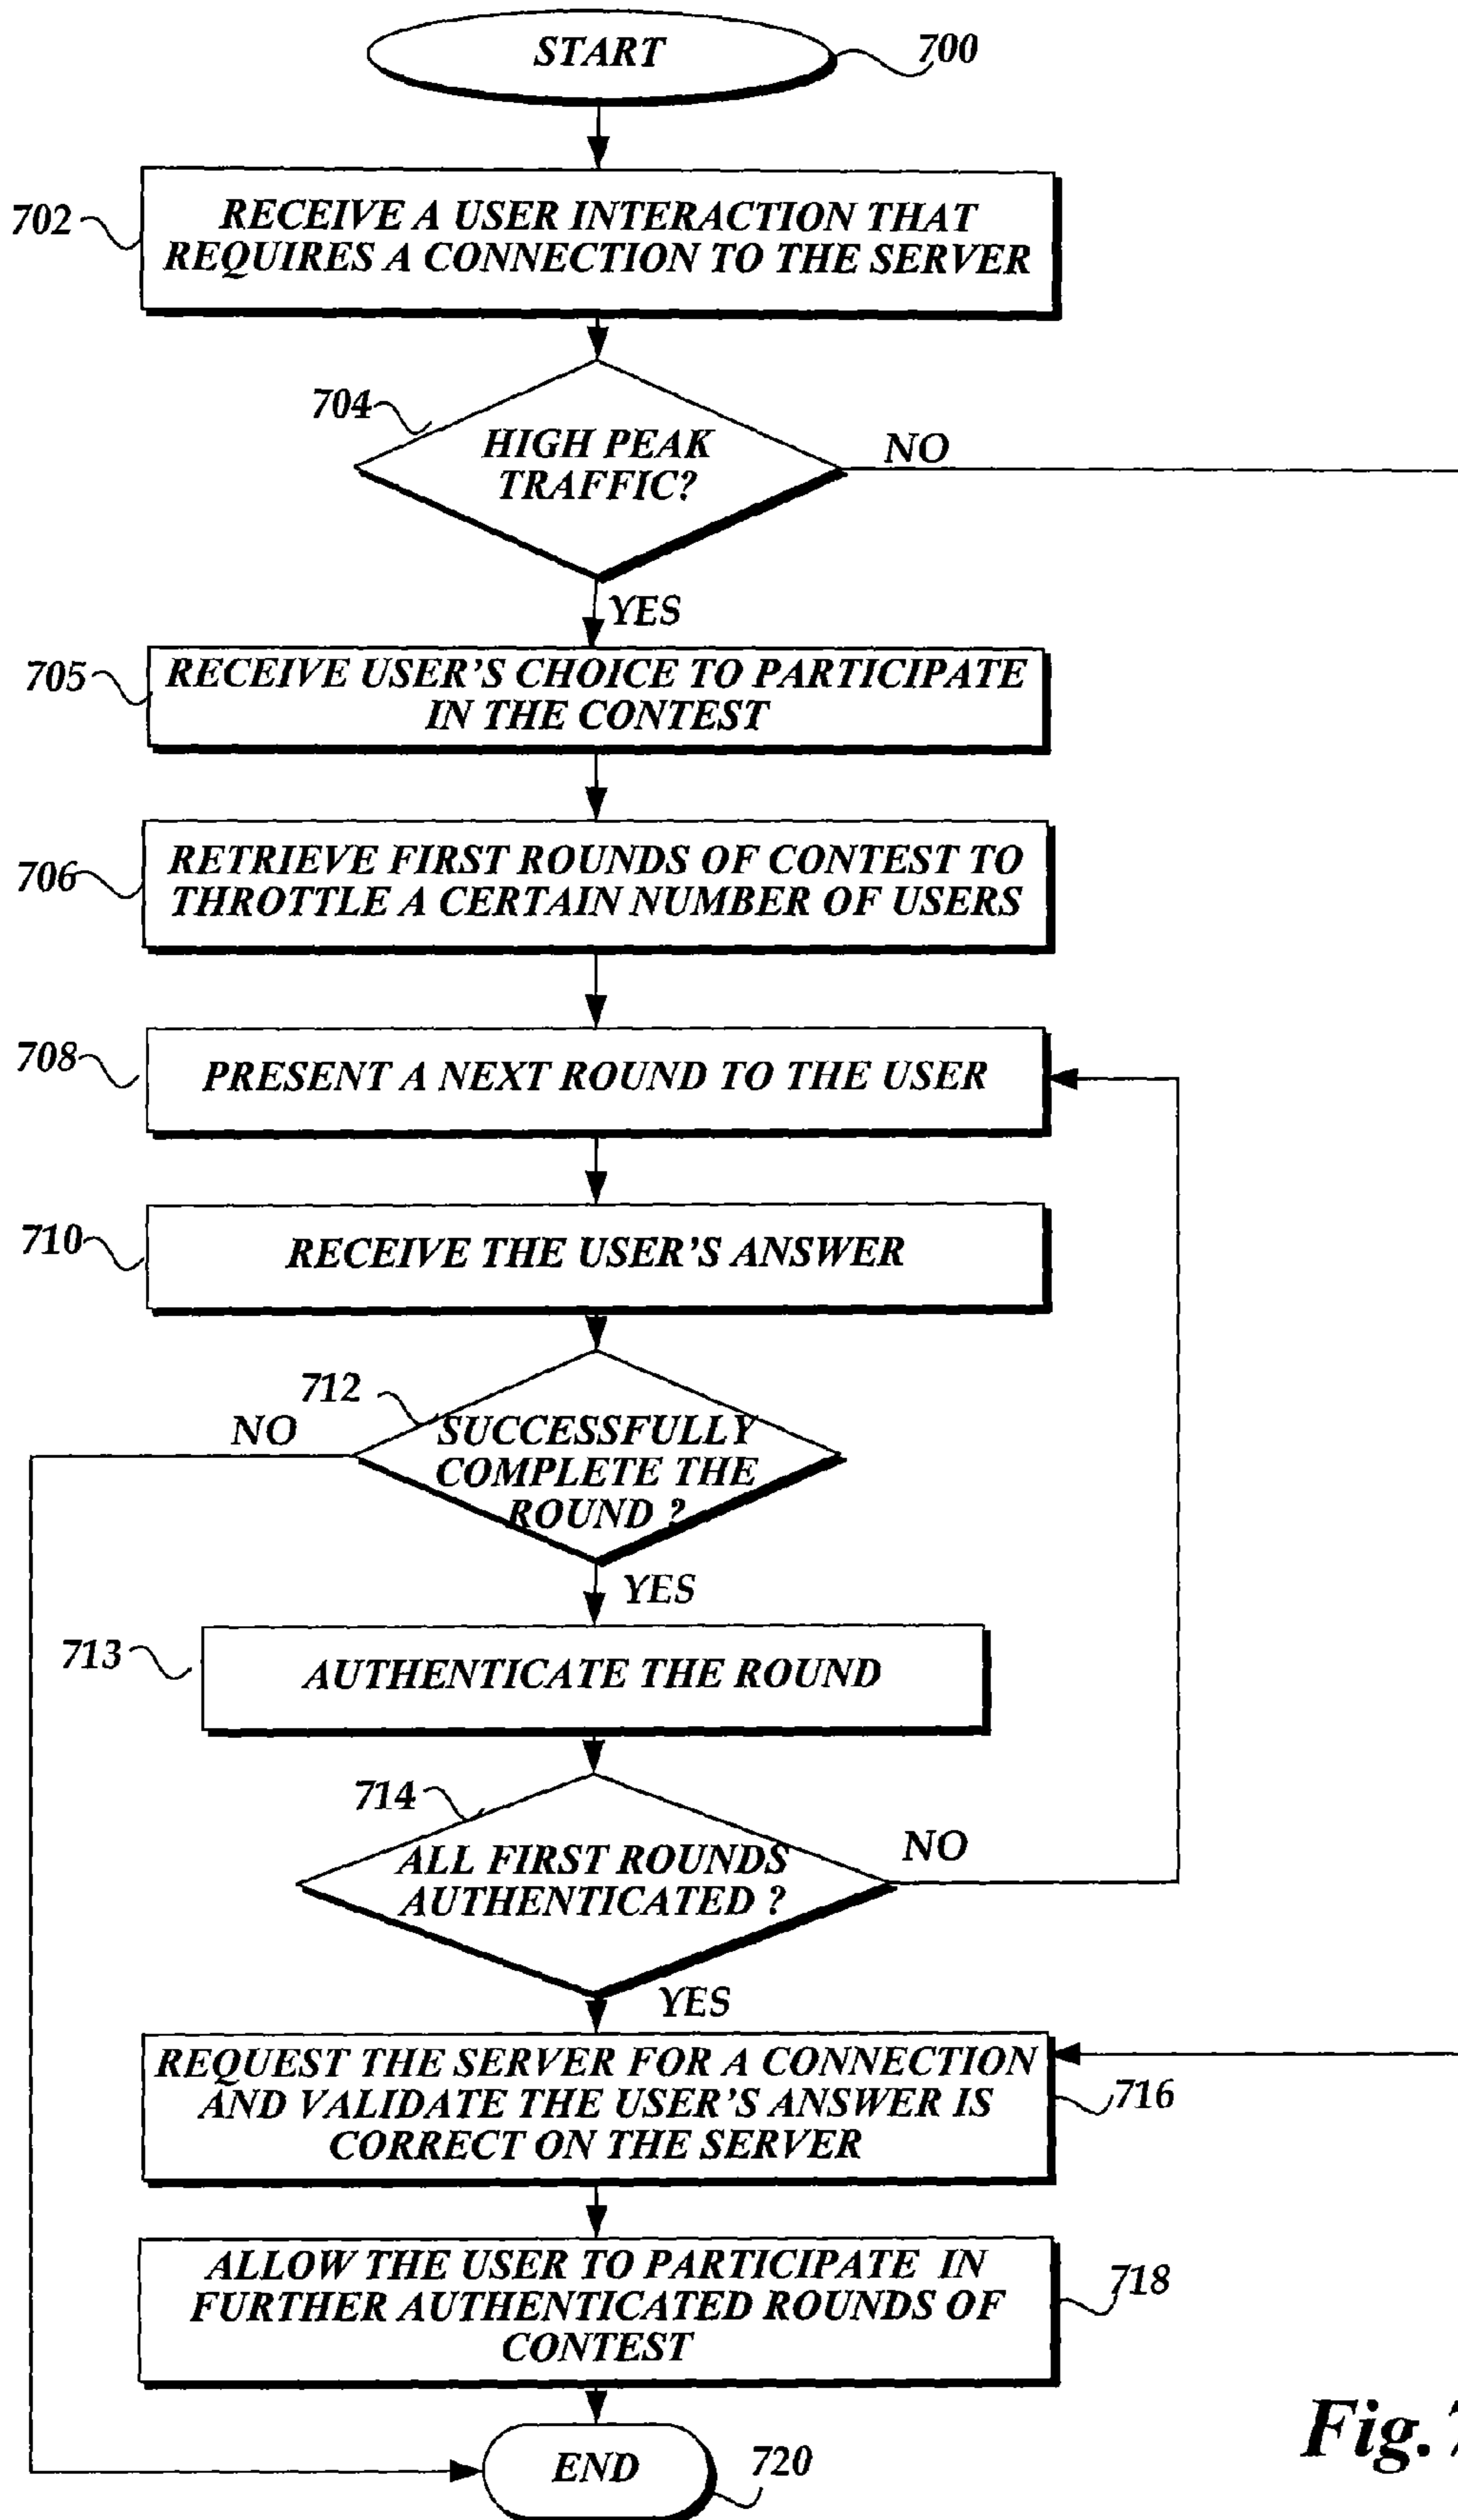 START
700
702
RECEIVE A USER INTERACTION THAT
REQUIRES A CONNECTION TO THE SERVER
704
HIGH PEAK
TRAFFIC?
NO
YES
705
RECEIVE USER'S CHOICE TO PARTICIPATE
IN THE CONTEST
706
RETRIEVE FIRST ROUNDS OF CONTEST TO
THROTTLE A CERTAIN NUMBER OF USERS
708
PRESENT A NEXT ROUND TO THE USER
710
RECEIVE THE USER'S ANSWER
712
NO
SUCCESSFULLY
COMPLETE THE
ROUND ?
YES
713
AUTHENTICATE THE ROUND
714
ALL FIRST ROUNDS
AUTHENTICATED ?
NO
YES
REQUEST THE SERVER FOR A CONNECTION
AND VALIDATE THE USER'S ANSWER IS
CORRECT ON THE SERVER
716
ALLOW THE USER TO PARTICIPATE IN
FURTHER AUTHENTICATED ROUNDS OF
CONTEST
718
END
720
Fig. 7